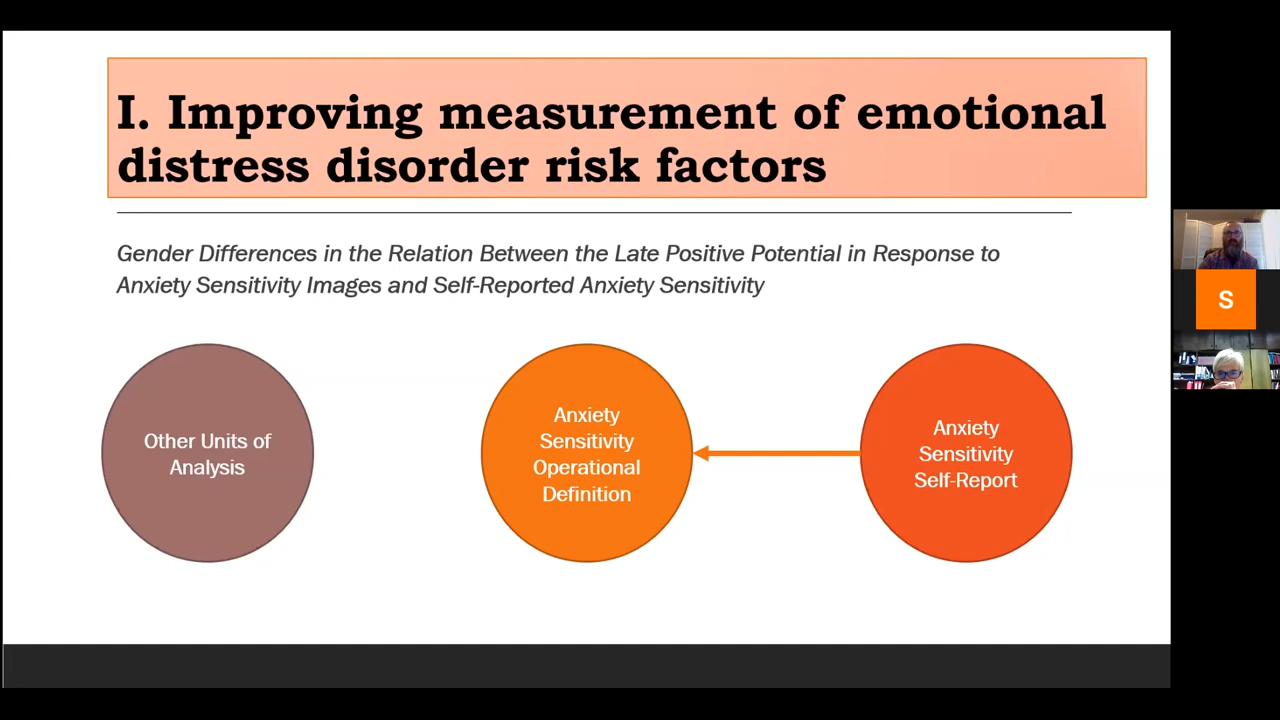 I. Improving measurement of emotional
distress disorder risk factors
Gender Differences in the Relation Between the Late Positive Potential in Response to
Anxiety Sensitivity Images and Self-Reported Anxiety Sensitivity
Other Units of
Analysis
Anxiety
Sensitivity
Operational
Definition
Anxiety
Sensitivity
Self-Report
S